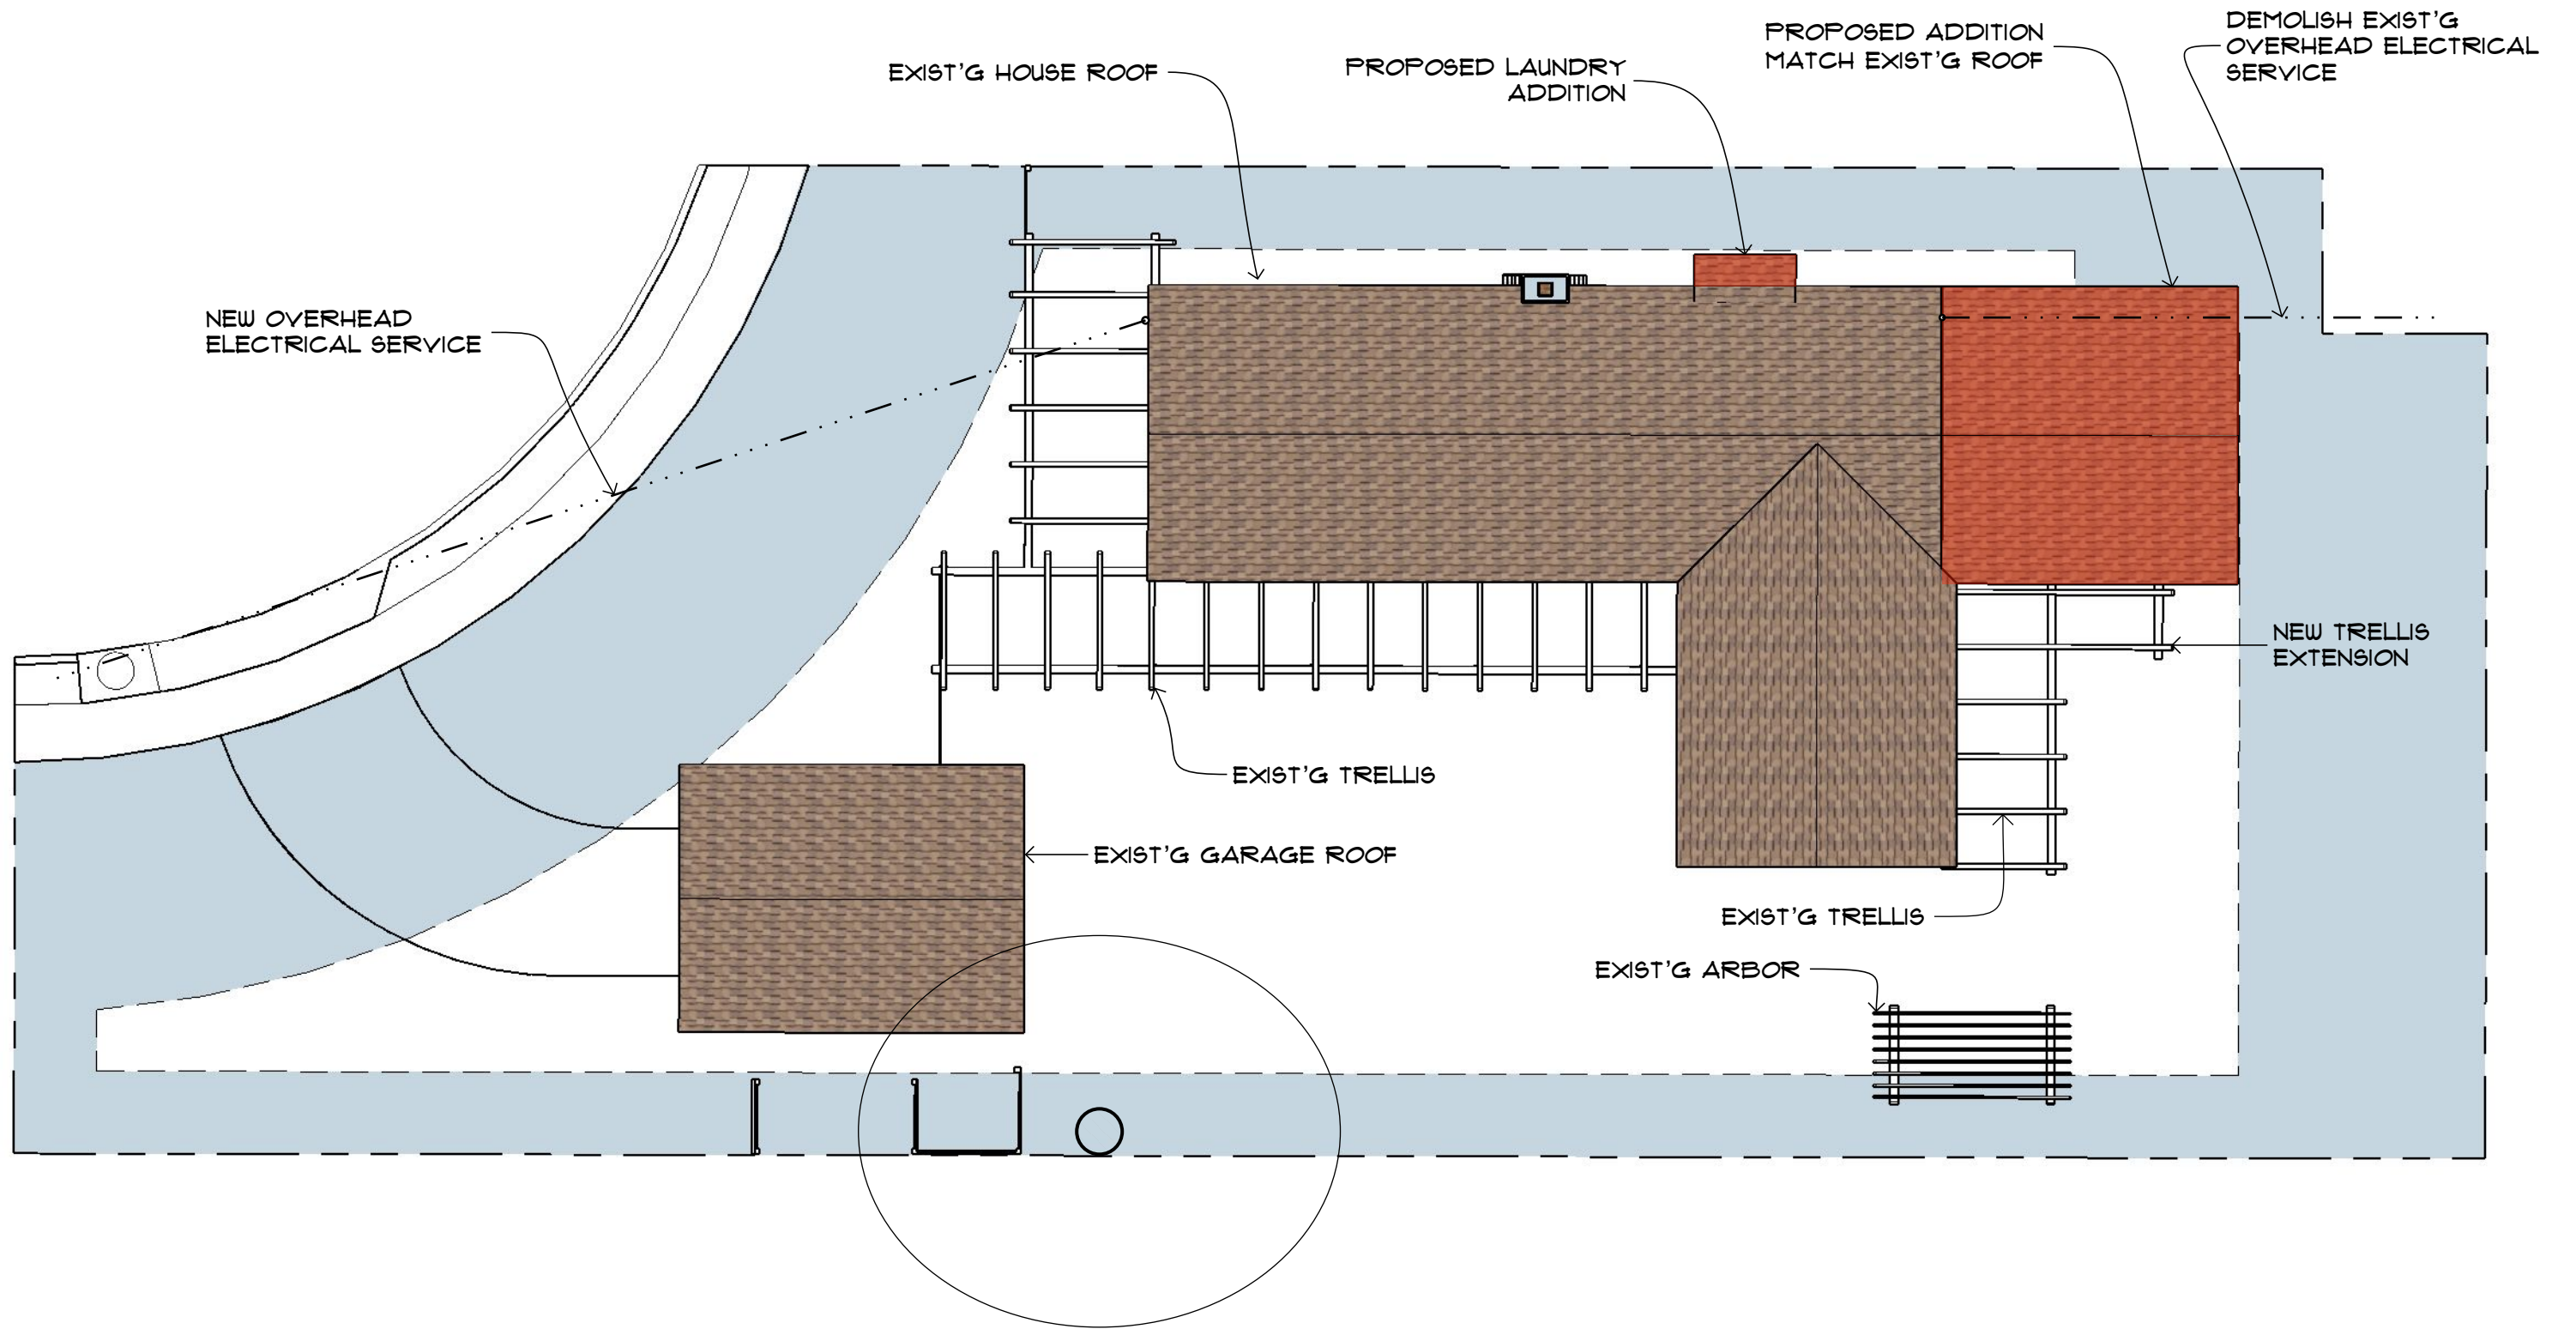 DEMOLISH EXIST'G
OVERHEAD ELECTRICAL
SERVICE
PROPOSED ADDITION
MATCH EXIST'G ROOF
PROPOSED LAUNDRY
ADDITION
EXIST'G HOUSE ROOF
NEW OVERHEAD
ELECTRICAL SERVICE
NEW TRELLIS
EXTENSION
EXIST'G TRELLIS
EXIST'G GARAGE ROOF
EXIST'G TRELLIS
EXIST'G ARBOR